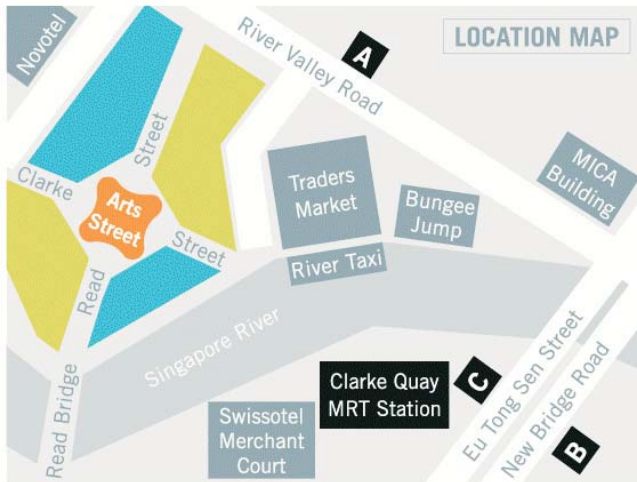 LOCATION MAP
Novotel
River Valley Road
A
Clarke
Street
Arts
Street
Read
Street
Traders
Market
Bungee
Jump
MICA
Building
River Taxi
Singapore River
Read Bridge
Clarke Quay
MRT Station
Swissotel
Merchant
Court
C
Eu Tong Sen Street
New Bridge Road
B